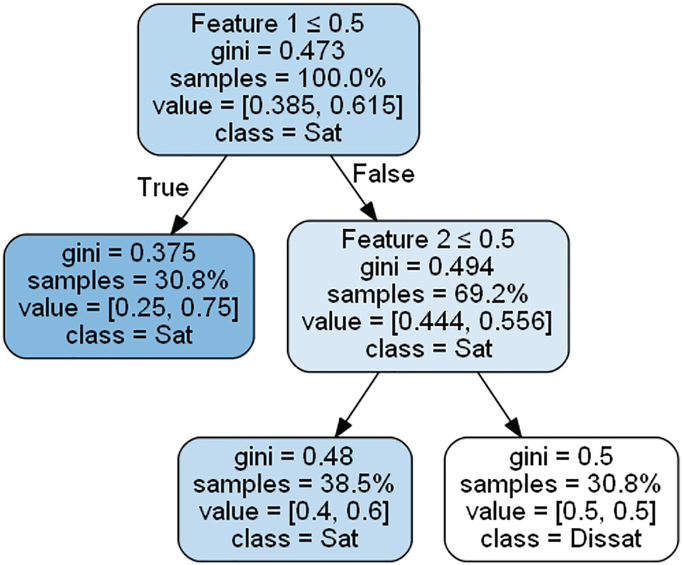 Feature 1 ≤ 0.5
gini = 0.473
samples = 100.0%
value = [0.385, 0.615]
class = Sat
True
False
gini = 0.375
samples = 30.8%
value = [0.25, 0.75]
class = Sat
Feature 2 ≤ 0.5
gini = 0.494
samples = 69.2%
value = [0.444, 0.556]
class = Sat
gini = 0.48
samples = 38.5%
value = [0.4, 0.6]
class = Sat
gini = 0.5
samples = 30.8%
value = [0.5, 0.5]
class = Dissat